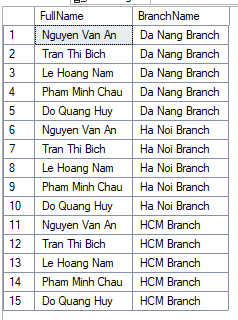 FullName BranchName
1 Nguyen Van An Da Nang Branch
2 Tran Thi Bich Da Nang Branch
3 Le Hoang Nam Da Nang Branch
4 Pham Minh Chau Da Nang Branch
5 Do Quang Huy Da Nang Branch
6 Nguyen Van An Ha Noi Branch
7 Tran Thi Bich Ha Noi Branch
8 Le Hoang Nam Ha Noi Branch
9 Pham Minh Chau Ha Noi Branch
10 Do Quang Huy Ha Noi Branch
11 Nguyen Van An HCM Branch
12 Tran Thi Bich HCM Branch
13 Le Hoang Nam HCM Branch
14 Pham Minh Chau HCM Branch
15 Do Quang Huy HCM Branch